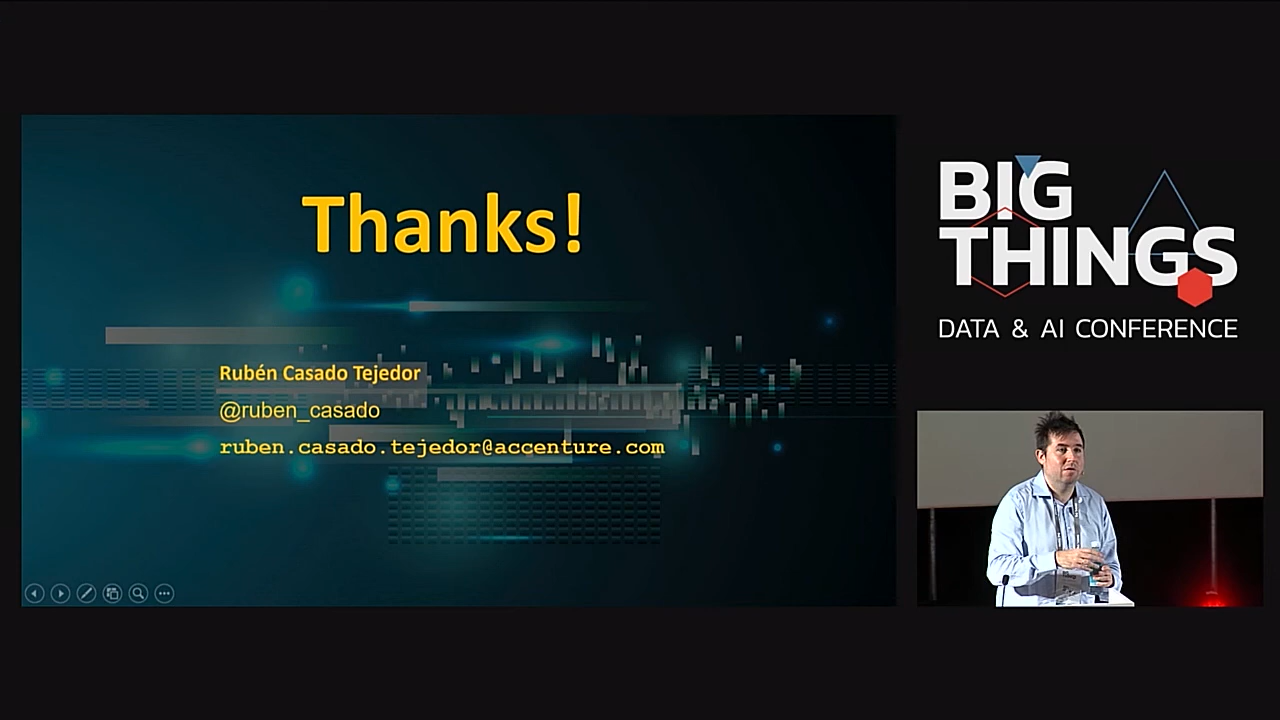 Thanks!
Rubén Casado Tejedor
@ruben_casado
ruben.casado.tejedor@accenture.com
BIG
THINGS
DATA & AI CONFERENCE